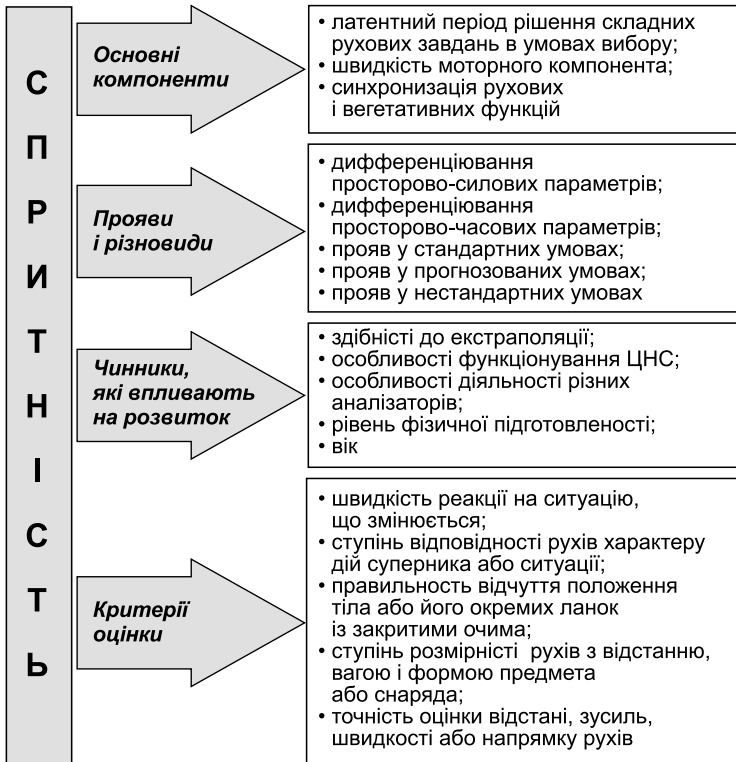 СПРИТНІСТЬ
Основні
компоненти
• латентний період рішення складних
рухових завдань в умовах вибору;
• швидкість моторного компонента;
• синхронізація рухових
і вегетативних функцій
Прояви
і різновиди
• дифференціювання
просторово-силових параметрів;
• дифференціювання
просторово-часових параметрів;
• прояв у стандартних умовах;
• прояв у прогнозованих умовах;
• прояв у нестандартних умовах
Чинники,
які впливають
на розвиток
• здібністі до екстраполяції;
• особливості функціонування ЦНС;
• особливості діяльності різних
аналізаторів;
• рівень фізичної підготовленості;
• вік
Критерії
оцінки
• швидкість реакції на ситуацію,
що змінюється;
• ступінь відповідності рухів характеру
дій суперника або ситуації;
• правильність відчуття положення
тіла або його окремих ланок
із закритими очима;
• ступінь розмірністі рухів з відстанню,
вагою і формою предмета
або снаряда;
• точність оцінки відстані, зусиль,
швидкості або напрямку рухів